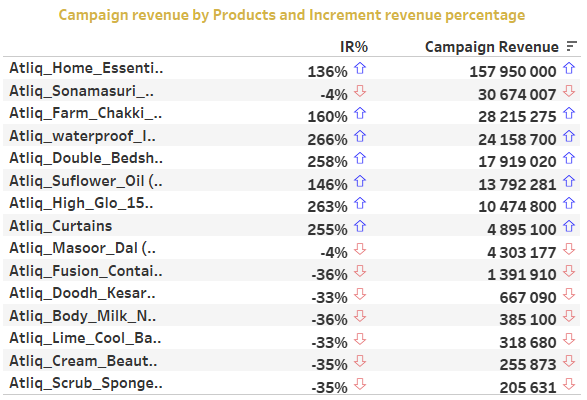 Campaign revenue by Products and Increment revenue percentage
IR% Campaign Revenue
Atliq_Home_Essenti.. 136% 157 950 000
Atliq_Sonamasuri_.. -4% 30 674 007
Atliq_Farm_Chakki_.. 160% 28 215 275
Atliq_waterproof_I.. 266% 24 158 700
Atliq_Double_Bedsh.. 258% 17 919 020
Atliq_Suflower_Oil (.. 146% 13 792 281
Atliq_High_Glo_15.. 263% 10 474 800
Atliq_Curtains 255% 4 895 100
Atliq_Masoor_Dal (.. -4% 4 303 177
Atliq_Fusion_Contai.. -36% 1 391 910
Atliq_Doodh_Kesar.. -33% 667 090
Atliq_Body_Milk_N.. -36% 385 100
Atliq_Lime_Cool_Ba.. -33% 318 680
Atliq_Cream_Beaut.. -35% 255 873
Atliq_Scrub_Sponge.. -35% 205 631